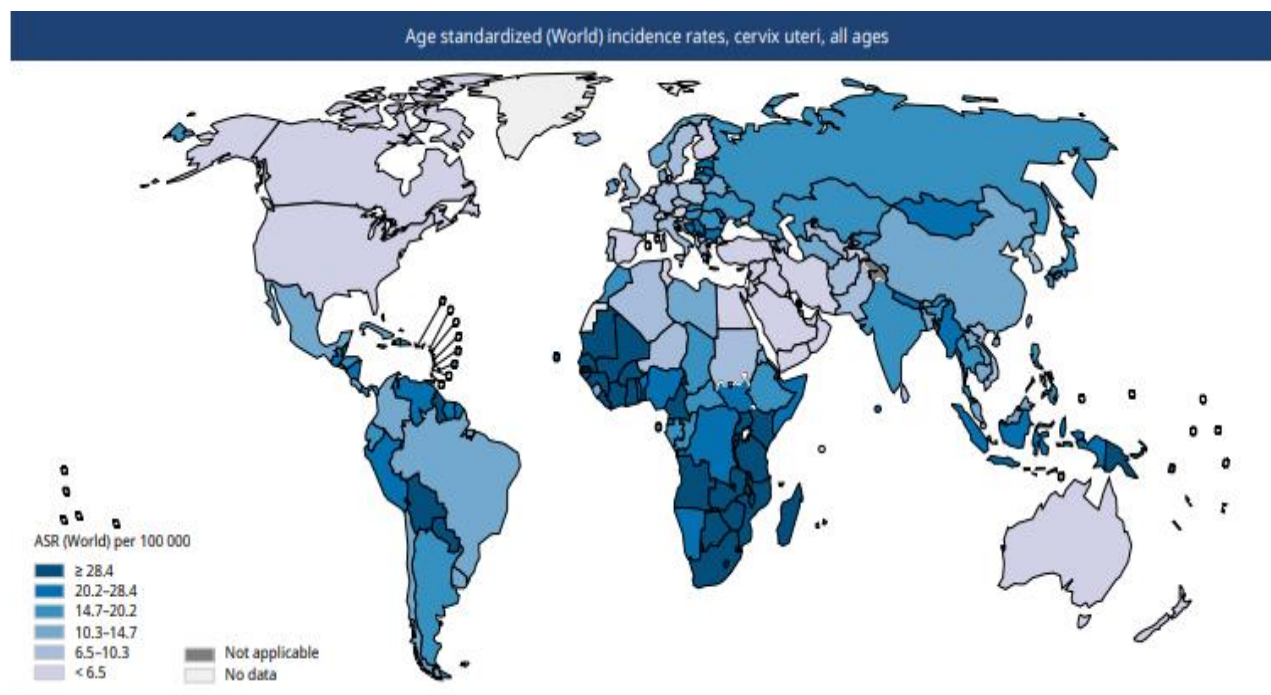 Age standardized (World) incidence rates, cervix uteri, all ages
ASR (World) per 100 000
≥ 28.4
20.2–28.4
14.7–20.2
10.3–14.7
6.5–10.3
< 6.5
Not applicable
No data